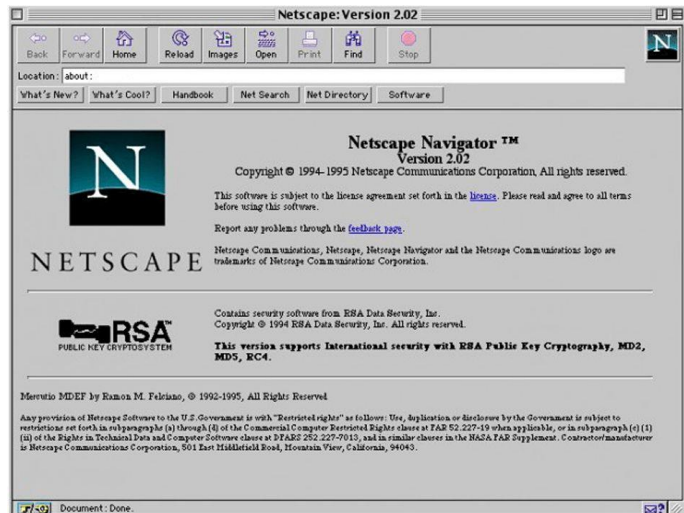 Netscape: Version 2.02
Back Forward Home Reload Images Open Print Find Stop
N
Location: about:
What's New? What's Cool? Handbook Net Search Net Directory Software
N
NETSCAPE
Netscape Navigator ™
Version 2.02
Copyright © 1994-1995 Netscape Communications Corporation, All rights reserved.
This software is subject to the license agreement set forth in the license. Please read and agree to all terms
before using this software.
Report any problems through the feedback page.
Netscape Communications, Netscape, Netscape Navigator and the Netscape Communications logo are
trademarks of Netscape Communications Corporation.
RSA™
PUBLIC KEY CRYPTOSYSTEM
Contains security software from RSA Data Security, Inc.
Copyright © 1994 RSA Data Security, Inc. All rights reserved.
This version supports International security with RSA Public Key Cryptography, MD2,
MD5, RC4.
Mercutio MDEF by Ramon M. Felciano, © 1992-1995, All Rights Reserved
Any provision of Netscape Software to the U.S.Government is with "Restricted rights" as follows: Use, duplication or disclosure by the Government is subject to
restrictions set forth in subparagraphs (a) through (d) of the Commercial Computer Restricted Rights clause at FAR 52.227-19 when applicable, or in subparagraph (c) (1)
(ii) of the Rights in Technical Data and Computer Software clause at DFARS 252.227-7013, and in similar clauses in the NASA FAR Supplement. Contractor/manufacturer
is Netscape Communications Corporation, 501 East Middlefield Road, Mountain View, California, 94043.
Document: Done.
?